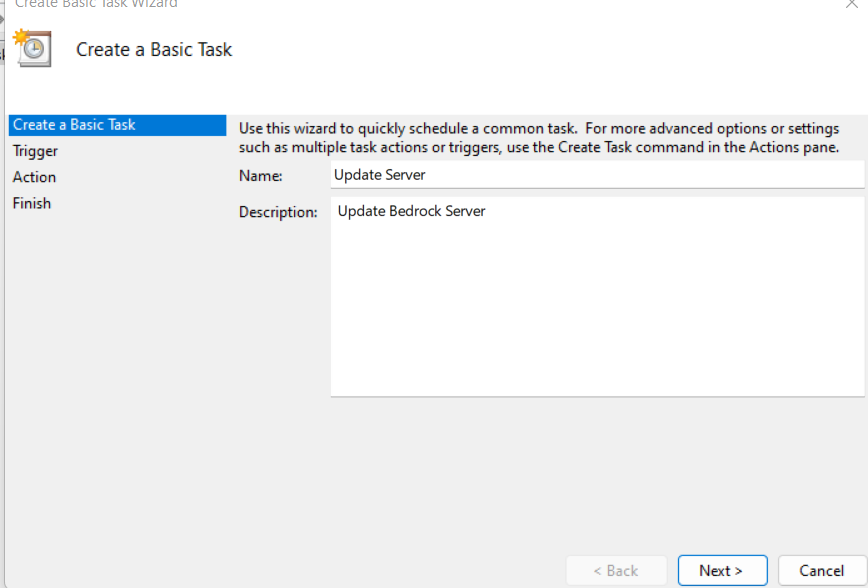 Create Basic Task Wizard
Create a Basic Task
Create a Basic Task
Trigger
Action
Finish
Use this wizard to quickly schedule a common task.  For more advanced options or settings
such as multiple task actions or triggers, use the Create Task command in the Actions pane.
Name:
Update Server
Description:
Update Bedrock Server
< Back
Next >
Cancel